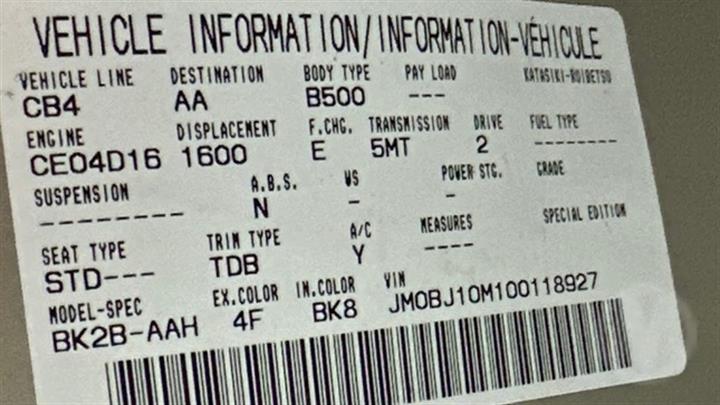 VEHICLE INFORMATION/INFORMATION-VÉHICULE
VEHICLE LINE DESTINATION BODY TYPE PAY LOAD KATASIKI-RUIBETSU
CB4 AA B500 ---
ENGINE DISPLACEMENT F.CHG. TRANSMISSION DRIVE FUEL TYPE
CE04D16 1600 E 5MT 2 --------
SUSPENSION A.B.S. WS POWER STG. GRADE
--------- N - -
SEAT TYPE TRIM TYPE A/C MEASURES SPECIAL EDITION
STD--- TDB Y ----
MODEL-SPEC EX.COLOR IN.COLOR VIN
BK2B-AAH 4F BK8 JM0BJ10M100118927